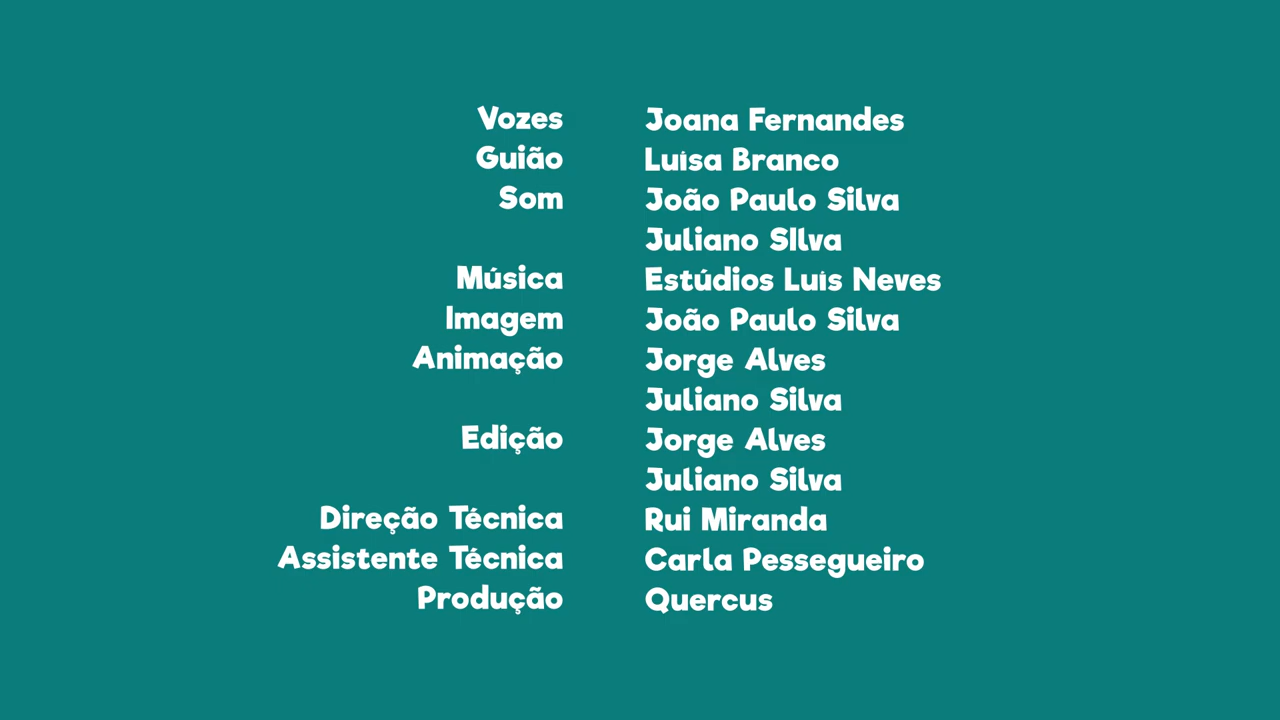 Vozes Joana Fernandes
Guião Luísa Branco
Som João Paulo Silva
Juliano SIlva
Música Estúdios Luís Neves
Imagem João Paulo Silva
Animação Jorge Alves
Juliano Silva
Edição Jorge Alves
Juliano Silva
Direção Técnica Rui Miranda
Assistente Técnica Carla Pessegueiro
Produção Quercus